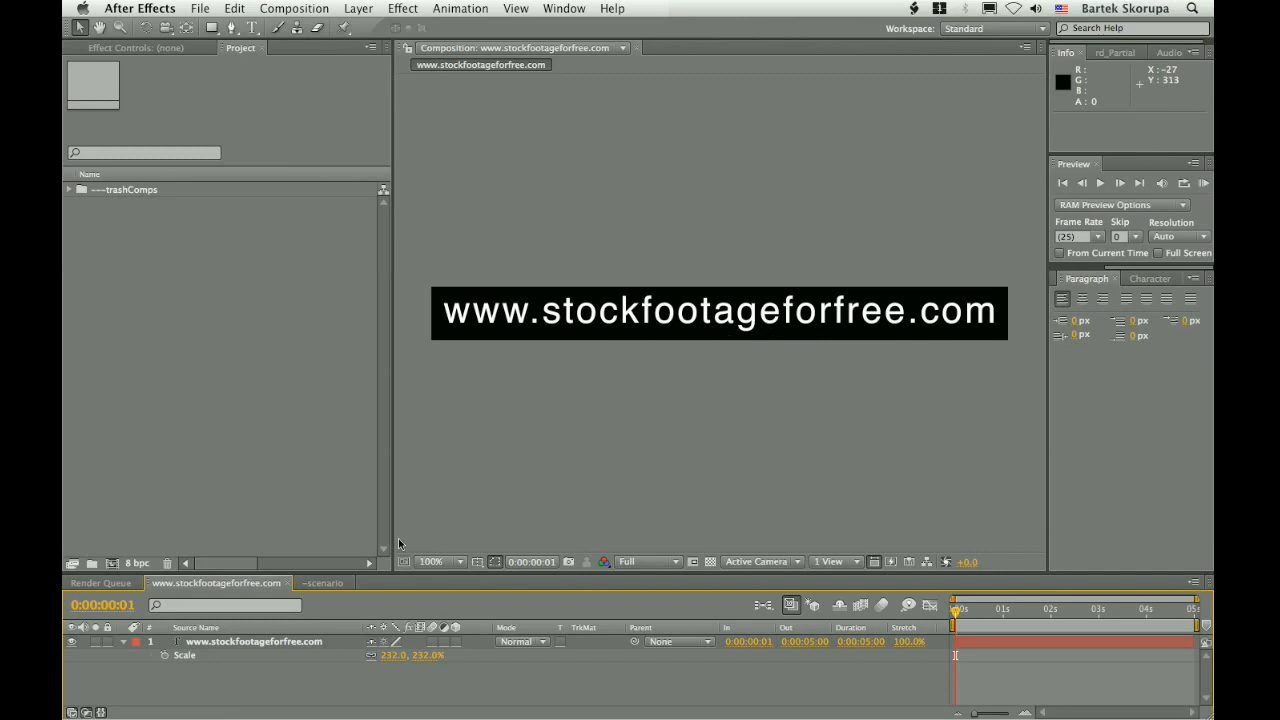 After Effects File Edit Composition Layer Effect Animation View Window Help Bartek Skorupa
Workspace: Standard Search Help
Effect Controls: (none) Project Composition: www.stockfootageforfree.com Info rd_Partial Audio
www.stockfootageforfree.com
R: G: B: A: 0
X: -27
Y: 313
Preview
Name
---trashComps
RAM Preview Options
Frame Rate Skip Resolution
(25) 0 Auto
From Current Time Full Screen
Paragraph Character
0 px 0 px 0 px
0 px 0 px
www.stockfootageforfree.com
8 bpc 100% 0:00:00:01 Full Active Camera 1 View +0.0
Render Queue www.stockfootageforfree.com ~scenario
0:00:00:01 01s 02s 03s 04s 05s
# Source Name Mode T TrkMat Parent In Out Duration Stretch
1 T www.stockfootageforfree.com Normal None 0:00:00:01 0:00:05:00 0:00:05:00 100.0%
Scale 232.0, 232.0%